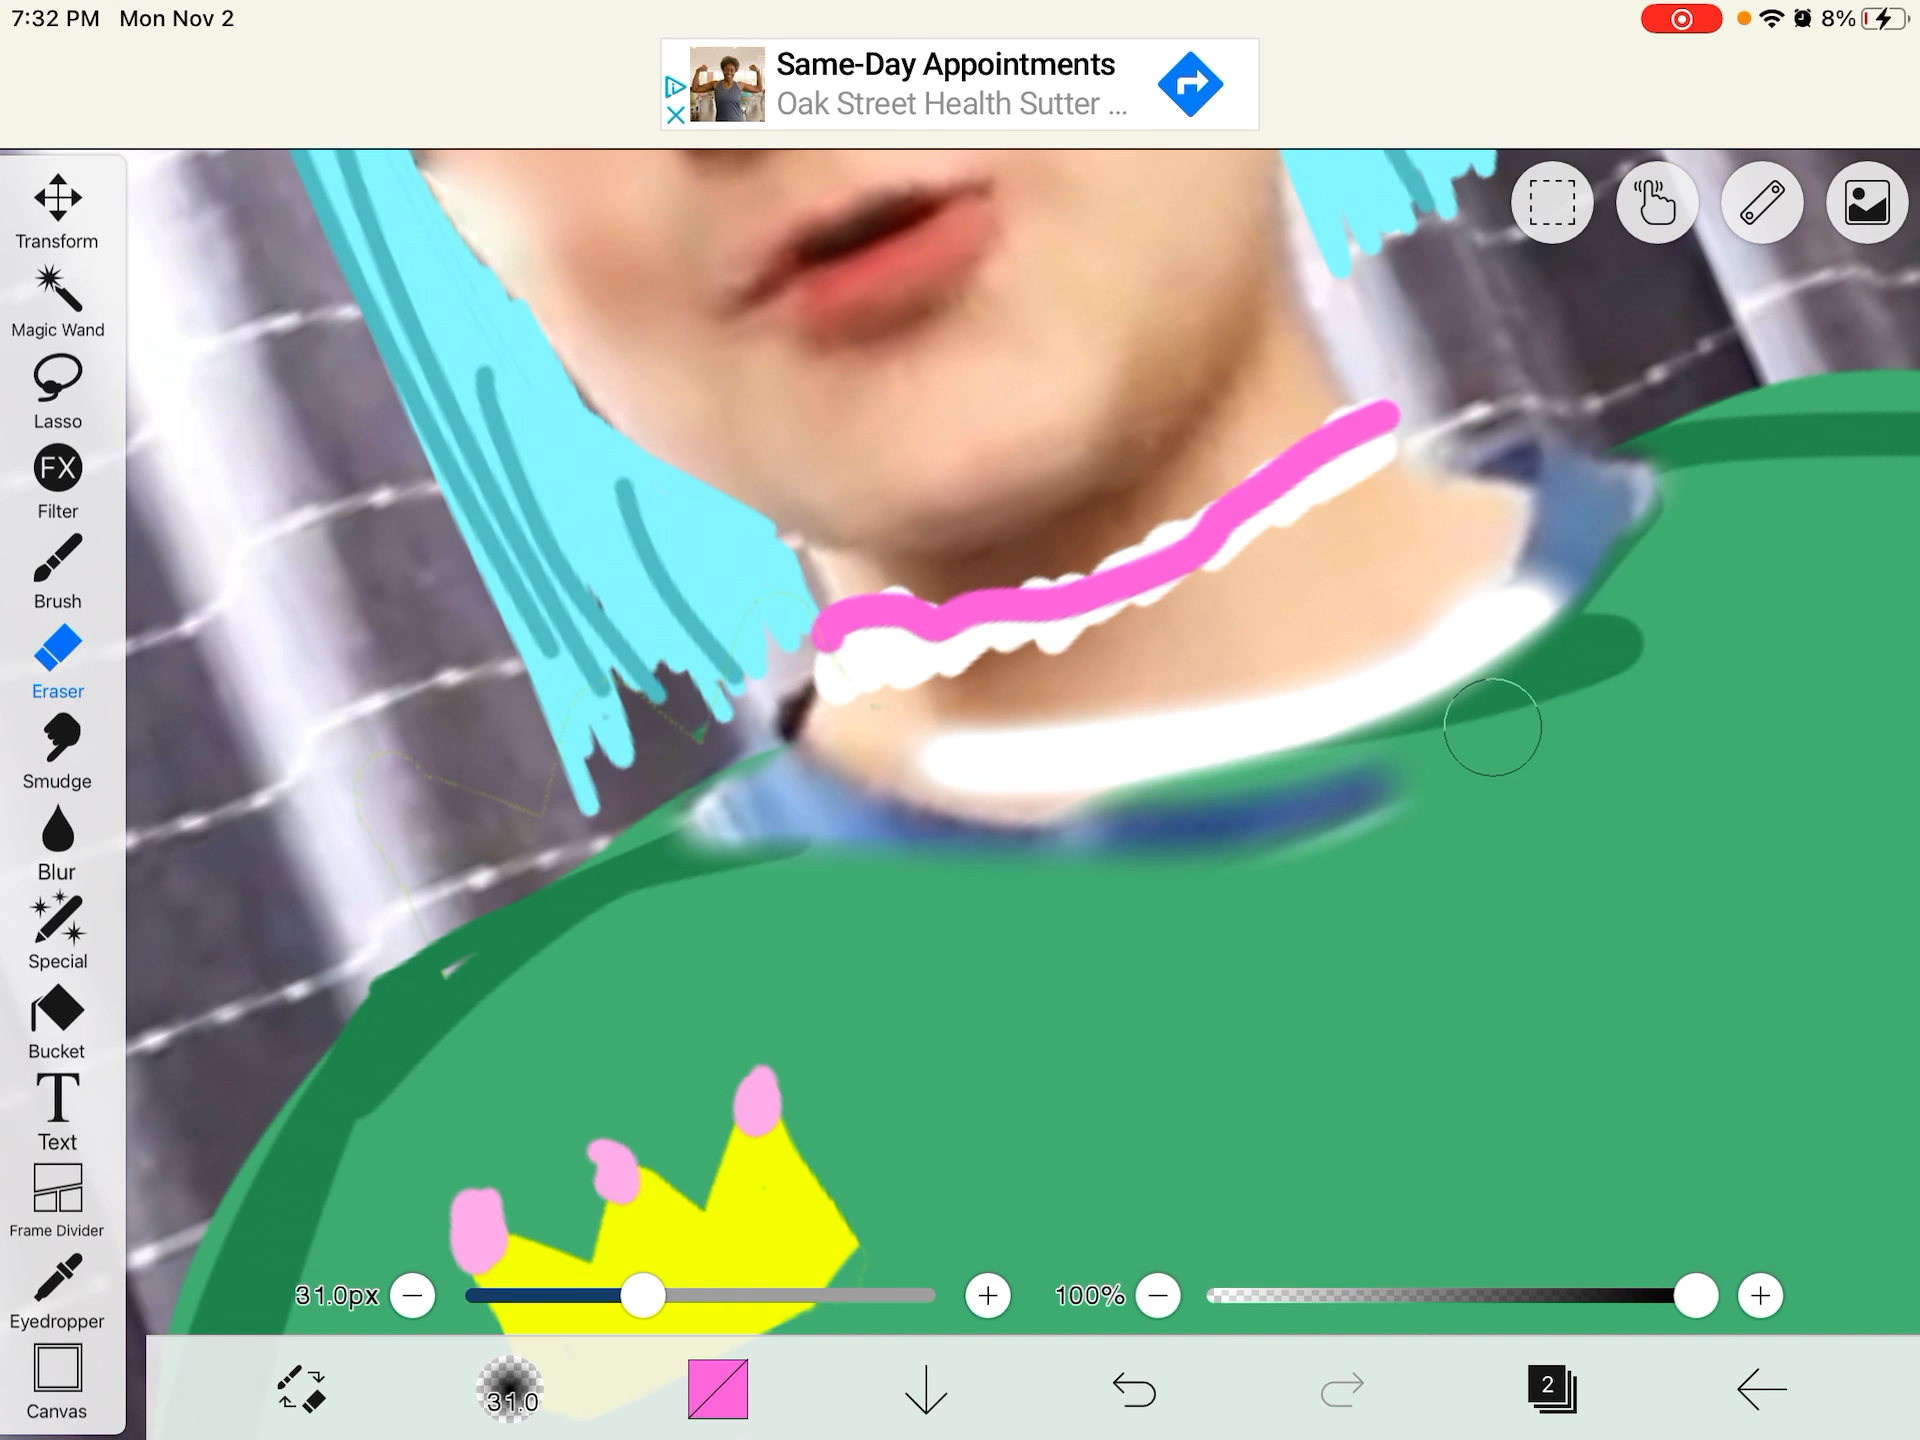 7:32 PM Mon Nov 2
8%
Same-Day Appointments
Oak Street Health Sutter ...
Transform
Magic Wand
Lasso
FX
Filter
Brush
Eraser
Smudge
Blur
Special
Bucket
T
Text
Frame Divider
Eyedropper
Canvas
31.0px
100%
31.0
2